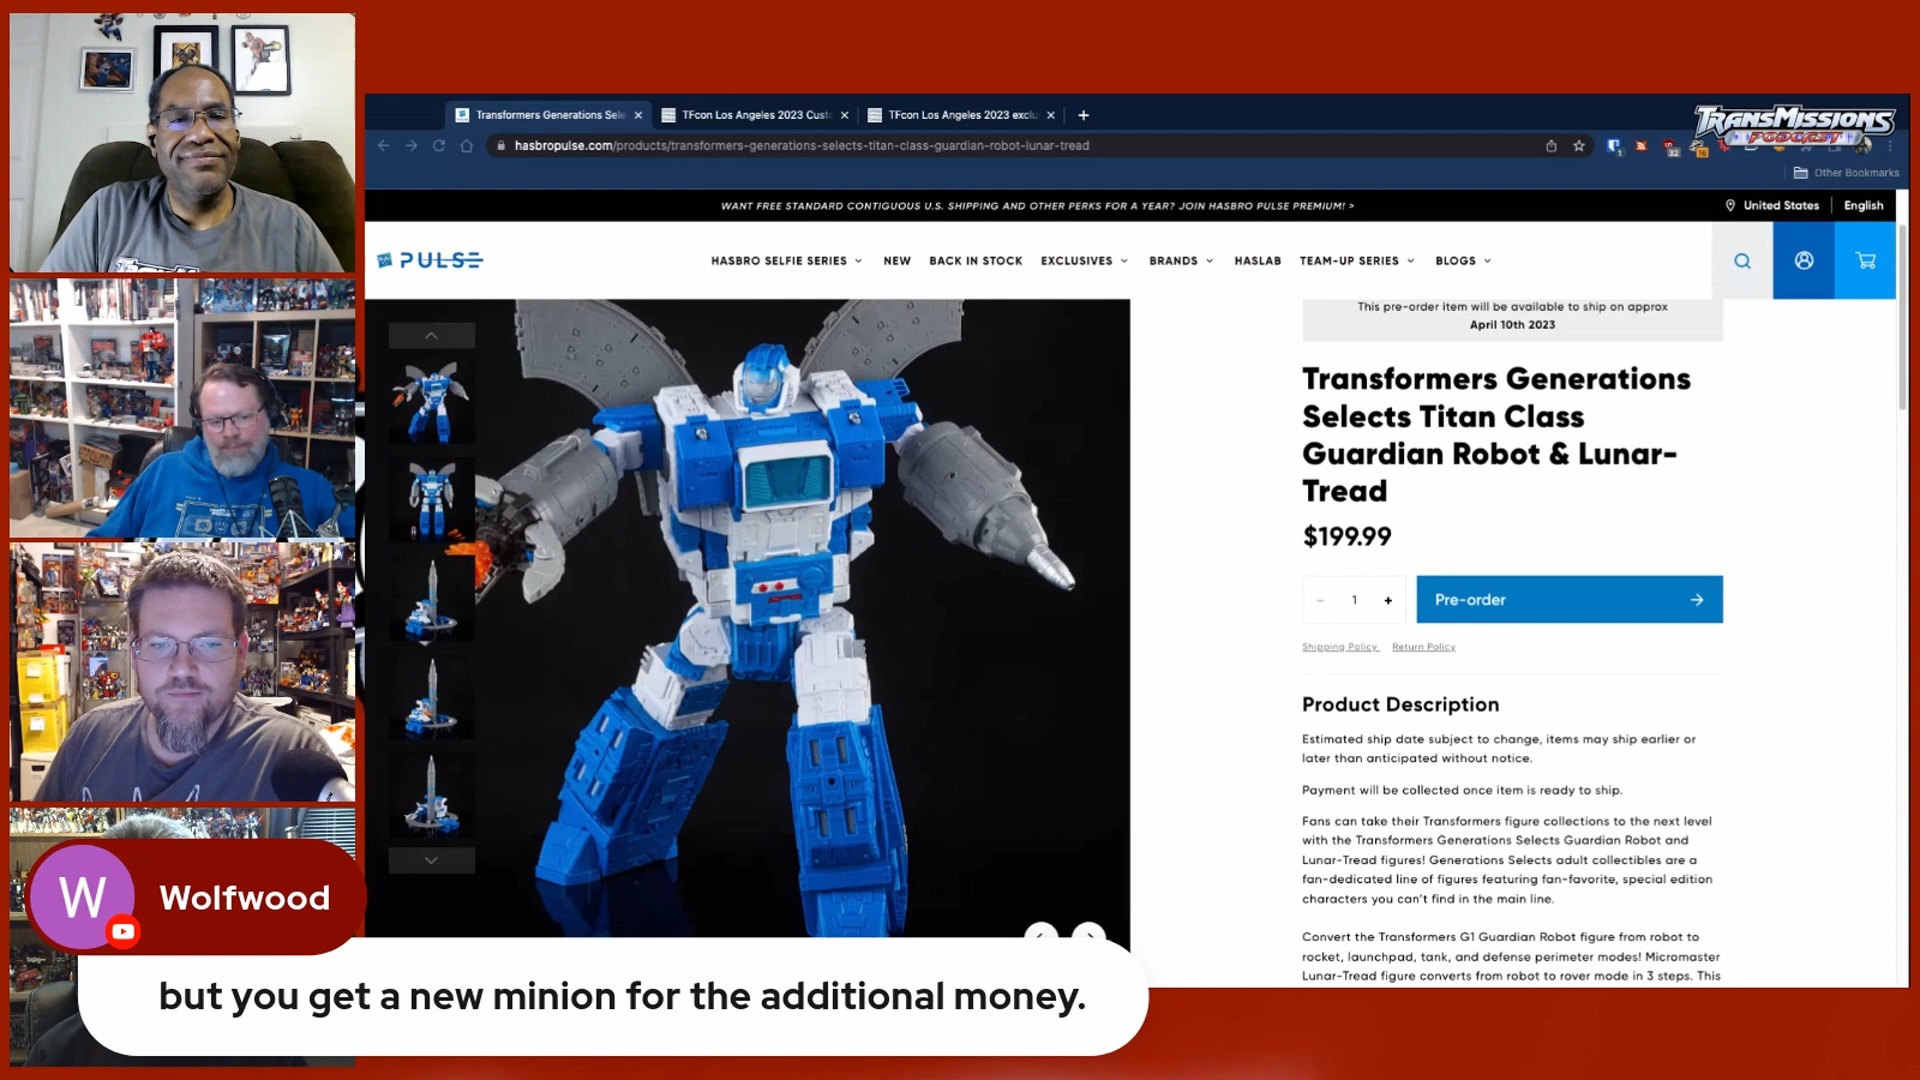 Transformers Generations Sele
TFcon Los Angeles 2023 Cust
TFcon Los Angeles 2023 exclu
TRANSMISSIONS
PODCAST
hasbropulse.com/products/transformers-generations-selects-titan-class-guardian-robot-lunar-tread
Other Bookmarks
WANT FREE STANDARD CONTIGUOUS U.S. SHIPPING AND OTHER PERKS FOR A YEAR? JOIN HASBRO PULSE PREMIUM! >
United States
English
PULSE
HASBRO SELFIE SERIES
NEW
BACK IN STOCK
EXCLUSIVES
BRANDS
HASLAB
TEAM-UP SERIES
BLOGS
This pre-order item will be available to ship on approx
April 10th 2023
Transformers Generations
Selects Titan Class
Guardian Robot & Lunar-
Tread
$199.99
1
Pre-order
Shipping Policy
Return Policy
Product Description
Estimated ship date subject to change, items may ship earlier or
later than anticipated without notice.
Payment will be collected once item is ready to ship.
Fans can take their Transformers figure collections to the next level
with the Transformers Generations Selects Guardian Robot and
Lunar-Tread figures! Generations Selects adult collectibles are a
fan-dedicated line of figures featuring fan-favorite, special edition
characters you can't find in the main line.
Convert the Transformers G1 Guardian Robot figure from robot to
rocket, launchpad, tank, and defense perimeter modes! Micromaster
Lunar-Tread figure converts from robot to rover mode in 3 steps. This
W
Wolfwood
but you get a new minion for the additional money.